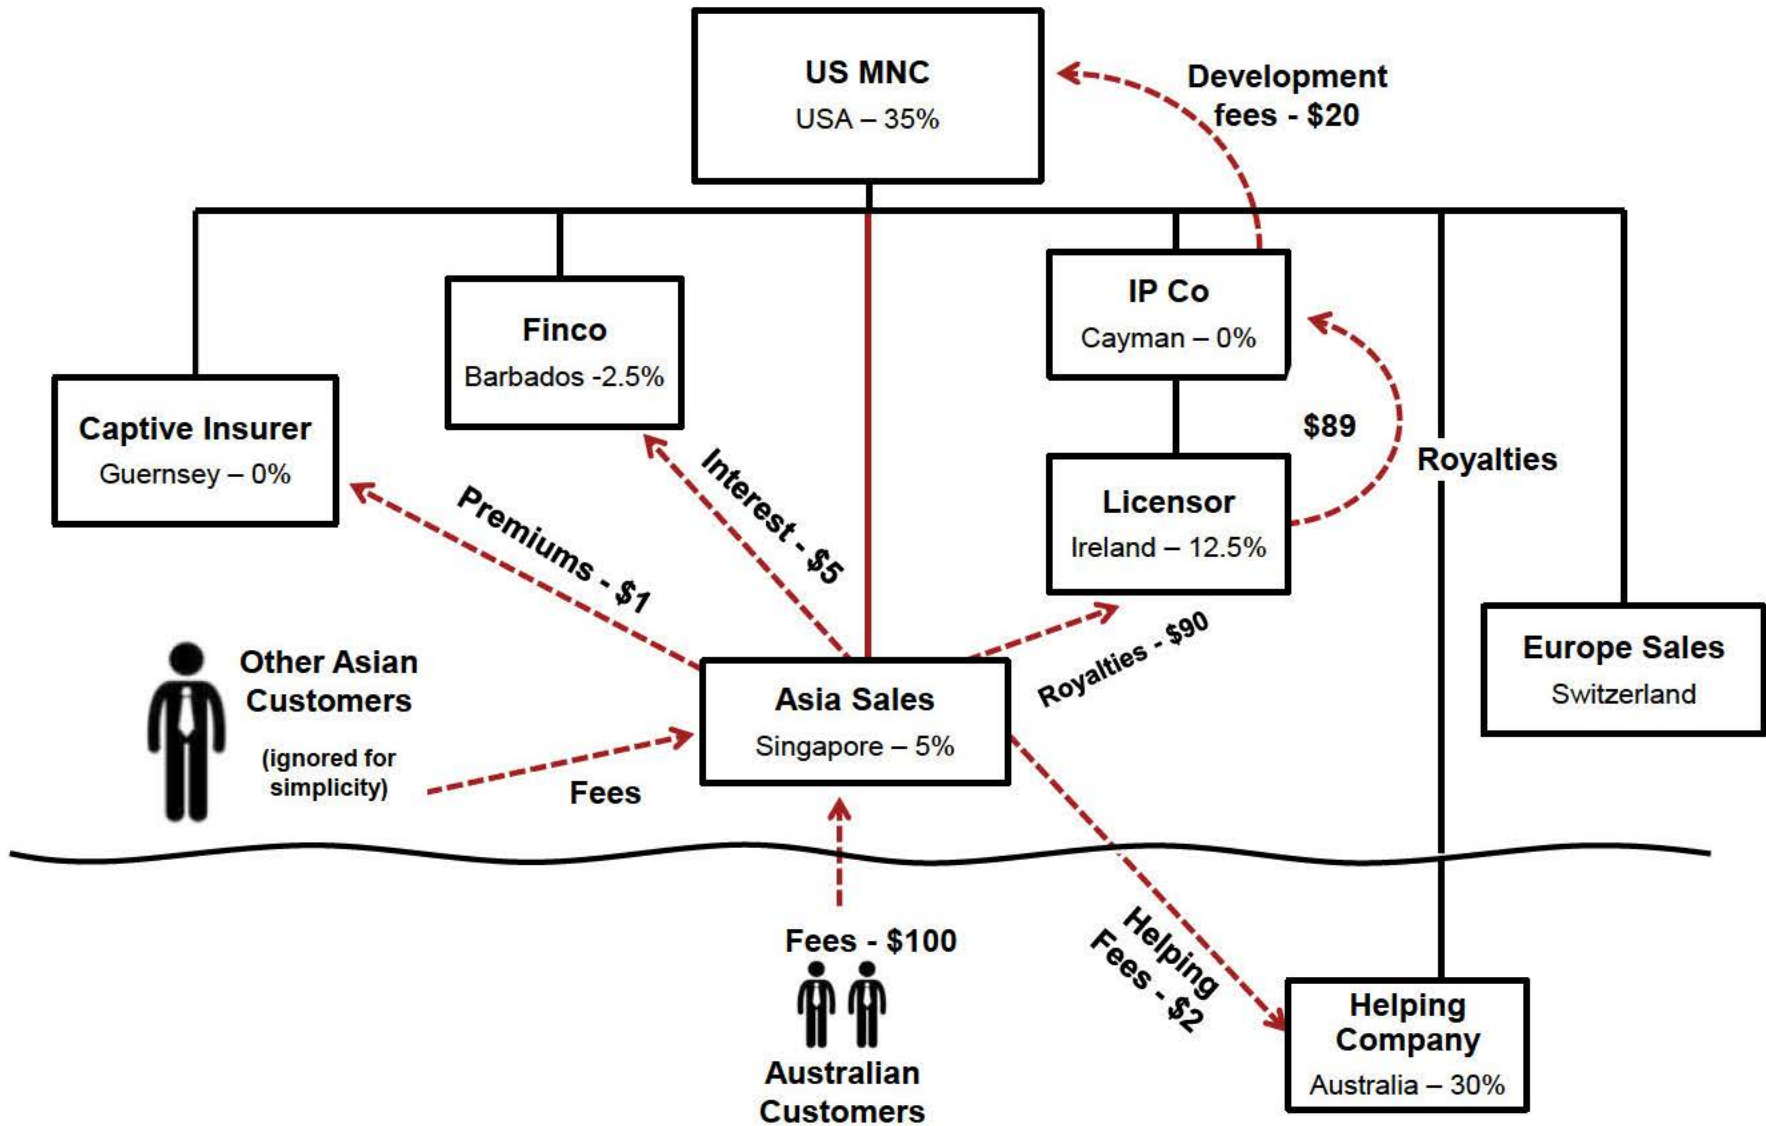 US MNC
USA – 35%
Development
fees - $20
IP Co
Cayman – 0%
Finco
Barbados -2.5%
Captive Insurer
Guernsey – 0%
$89
Royalties
Licensor
Ireland – 12.5%
Premiums - $1
Interest - $5
Royalties - $90
Other Asian
Customers
(ignored for
simplicity)
Fees
Asia Sales
Singapore – 5%
Europe Sales
Switzerland
Fees - $100
Australian
Customers
Helping
Fees - $2
Helping
Company
Australia – 30%